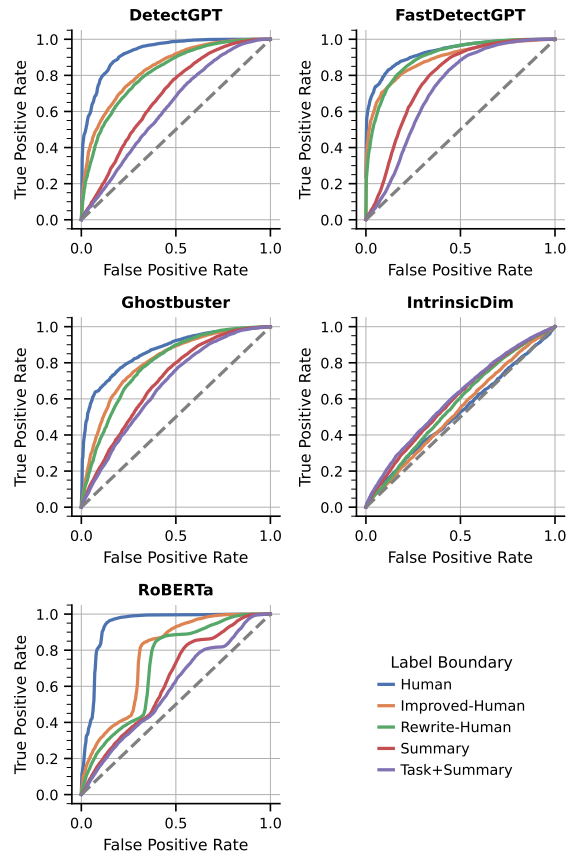 DetectGPT
1.0
0.8
0.6
0.4
0.2
0.0
True Positive Rate
0.0 0.5 1.0
False Positive Rate
FastDetectGPT
1.0
0.8
0.6
0.4
0.2
0.0
True Positive Rate
0.0 0.5 1.0
False Positive Rate
Ghostbuster
1.0
0.8
0.6
0.4
0.2
0.0
True Positive Rate
0.0 0.5 1.0
False Positive Rate
IntrinsicDim
1.0
0.8
0.6
0.4
0.2
0.0
True Positive Rate
0.0 0.5 1.0
False Positive Rate
RoBERTa
1.0
0.8
0.6
0.4
0.2
0.0
True Positive Rate
0.0 0.5 1.0
False Positive Rate
Label Boundary
Human
Improved-Human
Rewrite-Human
Summary
Task+Summary